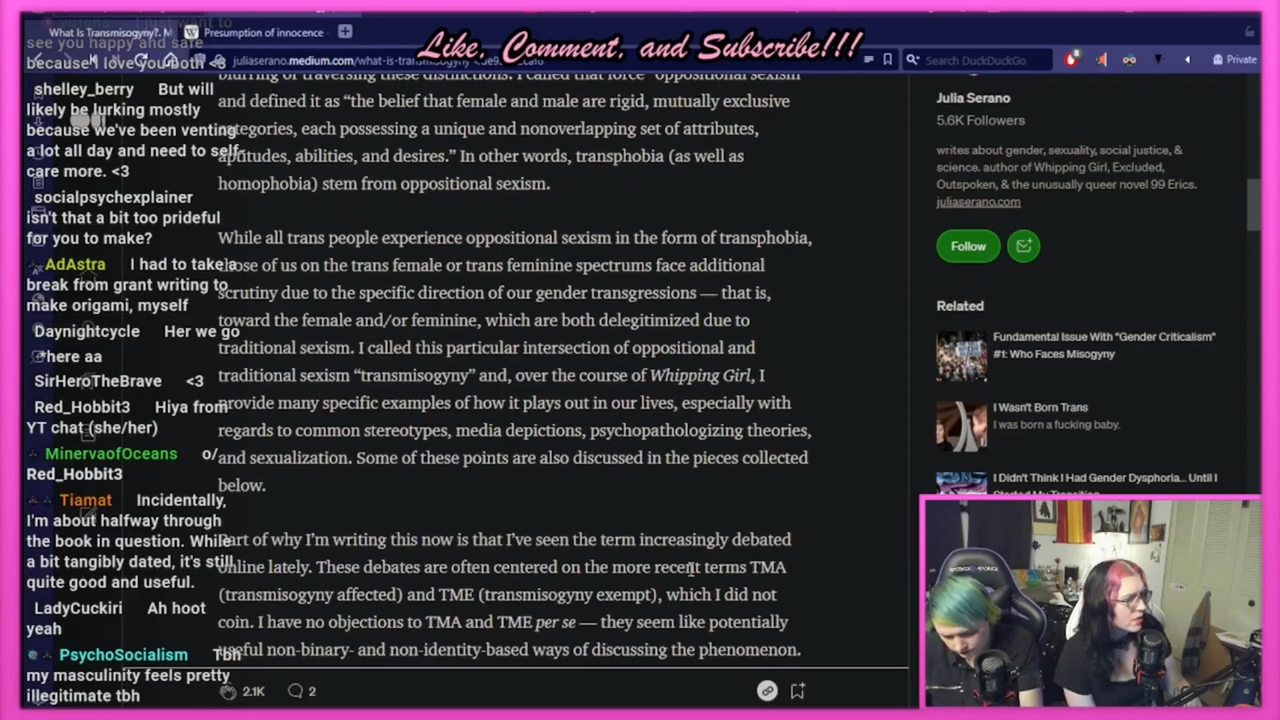 What Is Transmisogyny?. M
Presumption of innocence
Like, Comment, and Subscribe!!!
juliaserano.medium.com/what-is-transmisogyny
Search DuckDuckGo
Private
I just want to
see you happy and safe
because I love you both <3
shelley_berry But will
likely be lurking mostly
because we've been venting
a lot all day and need to self-
care more. <3
socialpsychexplainer
isn't that a bit too prideful
for you to make?
AdAstra I had to take a
break from grant writing to
make origami, myself
Daynightcycle Her we go
*here aa
SirHeroTheBrave <3
Red_Hobbit3 Hiya from
YT chat (she/her)
MinervaofOceans o/
Red_Hobbit3
Tiamat Incidentally,
I'm about halfway through
the book in question. While
a bit tangibly dated, it's still
quite good and useful.
LadyCuckiri Ah hoot
yeah
PsychoSocialism Tbh
my masculinity feels pretty
illegitimate tbh
blurring or traversing these distinctions. I called that force "oppositional sexism"
and defined it as “the belief that female and male are rigid, mutually exclusive
categories, each possessing a unique and nonoverlapping set of attributes,
aptitudes, abilities, and desires.” In other words, transphobia (as well as
homophobia) stem from oppositional sexism.
While all trans people experience oppositional sexism in the form of transphobia,
those of us on the trans female or trans feminine spectrums face additional
scrutiny due to the specific direction of our gender transgressions — that is,
toward the female and/or feminine, which are both delegitimized due to
traditional sexism. I called this particular intersection of oppositional and
traditional sexism “transmisogyny” and, over the course of Whipping Girl, I
provide many specific examples of how it plays out in our lives, especially with
regards to common stereotypes, media depictions, psychopathologizing theories,
and sexualization. Some of these points are also discussed in the pieces collected
below.
Part of why I’m writing this now is that I’ve seen the term increasingly debated
online lately. These debates are often centered on the more recent terms TMA
(transmisogyny affected) and TME (transmisogyny exempt), which I did not
coin. I have no objections to TMA and TME per se — they seem like potentially
useful non-binary- and non-identity-based ways of discussing the phenomenon.
2.1K
2
Julia Serano
5.6K Followers
writes about gender, sexuality, social justice, &
science. author of Whipping Girl, Excluded,
Outspoken, & the unusually queer novel 99 Erics.
juliaserano.com
Follow
Related
Fundamental Issue With “Gender Criticalism”
#1: Who Faces Misogyny
I Wasn't Born Trans
I was born a fucking baby.
I Didn't Think I Had Gender Dysphoria... Until I
Started My Transition